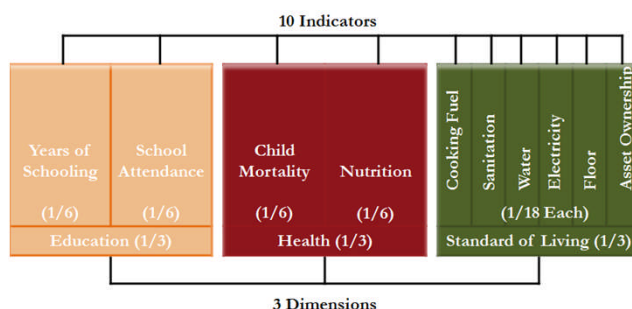 10 Indicators
Years of
Schooling
(1/6)
School
Attendance
(1/6)
Education (1/3)
Child
Mortality
(1/6)
Nutrition
(1/6)
Health (1/3)
Cooking Fuel
Sanitation
Water
Electricity
Floor
Asset Ownership
(1/18 Each)
Standard of Living (1/3)
3 Dimensions